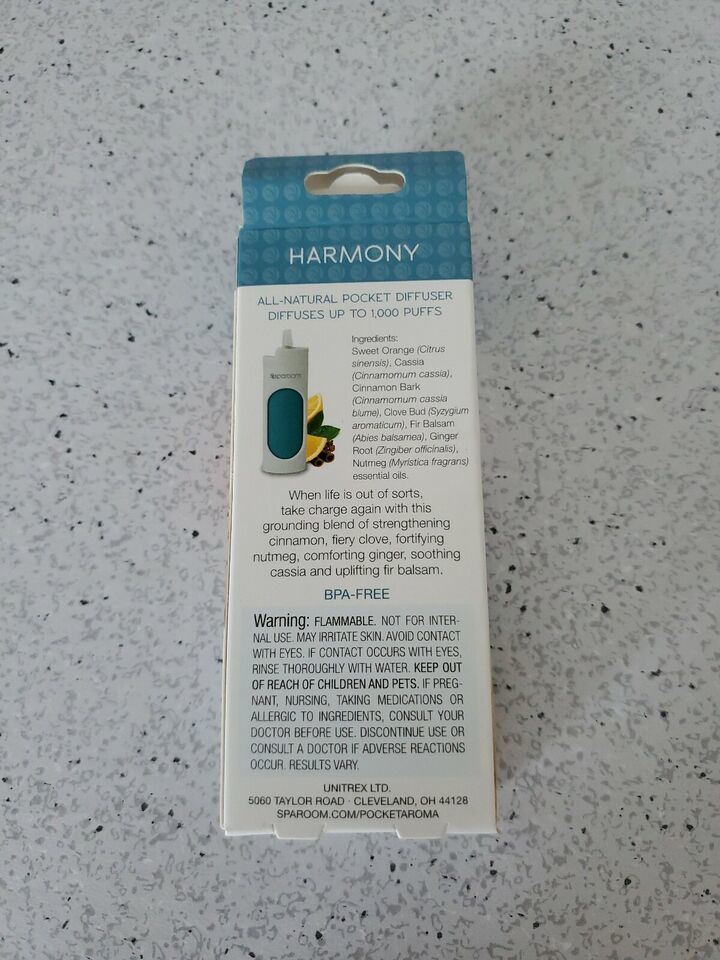 HARMONY
ALL-NATURAL POCKET DIFFUSER
DIFFUSES UP TO 1,000 PUFFS
sparoom
Ingredients:
Sweet Orange (Citrus
sinensis), Cassia
(Cinnamomum cassia),
Cinnamon Bark
(Cinnamomum cassia
blume), Clove Bud (Syzygium
aromaticum), Fir Balsam
(Abies balsamea), Ginger
Root (Zingiber officinalis),
Nutmeg (Myristica fragrans)
essential oils.
When life is out of sorts,
take charge again with this
grounding blend of strengthening
cinnamon, fiery clove, fortifying
nutmeg, comforting ginger, soothing
cassia and uplifting fir balsam.
BPA-FREE
Warning: FLAMMABLE. NOT FOR INTER-
NAL USE. MAY IRRITATE SKIN. AVOID CONTACT
WITH EYES. IF CONTACT OCCURS WITH EYES,
RINSE THOROUGHLY WITH WATER. KEEP OUT
OF REACH OF CHILDREN AND PETS. IF PREG-
NANT, NURSING, TAKING MEDICATIONS OR
ALLERGIC TO INGREDIENTS, CONSULT YOUR
DOCTOR BEFORE USE. DISCONTINUE USE OR
CONSULT A DOCTOR IF ADVERSE REACTIONS
OCCUR. RESULTS VARY.
UNITREX LTD.
5060 TAYLOR ROAD · CLEVELAND, OH 44128
SPAROOM.COM/POCKETAROMA